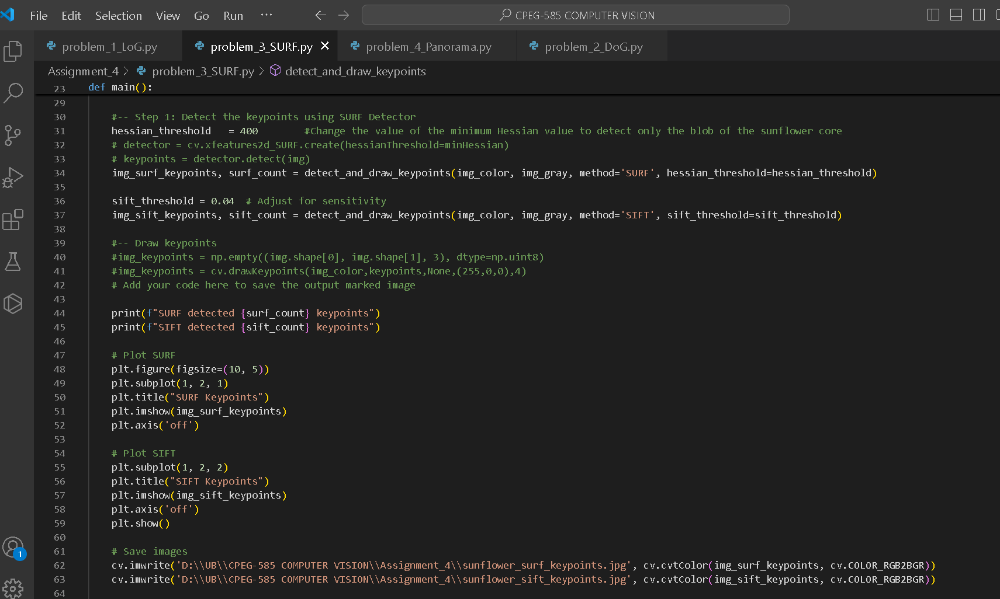 File Edit Selection View Go Run ··· CPEG-585 COMPUTER VISION
problem_1_LoG.py problem_3_SURF.py problem_4_Panorama.py problem_2_DoG.py
Assignment_4 > problem_3_SURF.py > detect_and_draw_keypoints
23 def main():
29
30 #-- Step 1: Detect the keypoints using SURF Detector
31 hessian_threshold   = 400        #Change the value of the minimum Hessian value to detect only the blob of the sunflower core
32 # detector = cv.xfeatures2d_SURF.create(hessianThreshold=minHessian)
33 # keypoints = detector.detect(img)
34 img_surf_keypoints, surf_count = detect_and_draw_keypoints(img_color, img_gray, method='SURF', hessian_threshold=hessian_threshold)
35
36 sift_threshold = 0.04  # Adjust for sensitivity
37 img_sift_keypoints, sift_count = detect_and_draw_keypoints(img_color, img_gray, method='SIFT', sift_threshold=sift_threshold)
38
39 #-- Draw keypoints
40 #img_keypoints = np.empty((img.shape[0], img.shape[1], 3), dtype=np.uint8)
41 #img_keypoints = cv.drawKeypoints(img_color,keypoints,None,(255,0,0),4)
42 # Add your code here to save the output marked image
43
44 print(f"SURF detected {surf_count} keypoints")
45 print(f"SIFT detected {sift_count} keypoints")
46
47 # Plot SURF
48 plt.figure(figsize=(10, 5))
49 plt.subplot(1, 2, 1)
50 plt.title("SURF Keypoints")
51 plt.imshow(img_surf_keypoints)
52 plt.axis('off')
53
54 # Plot SIFT
55 plt.subplot(1, 2, 2)
56 plt.title("SIFT Keypoints")
57 plt.imshow(img_sift_keypoints)
58 plt.axis('off')
59 plt.show()
60
61 # Save images
62 cv.imwrite('D:\\UB\\CPEG-585 COMPUTER VISION\\Assignment_4\\sunflower_surf_keypoints.jpg', cv.cvtColor(img_surf_keypoints, cv.COLOR_RGB2BGR))
63 cv.imwrite('D:\\UB\\CPEG-585 COMPUTER VISION\\Assignment_4\\sunflower_sift_keypoints.jpg', cv.cvtColor(img_sift_keypoints, cv.COLOR_RGB2BGR))
64
1